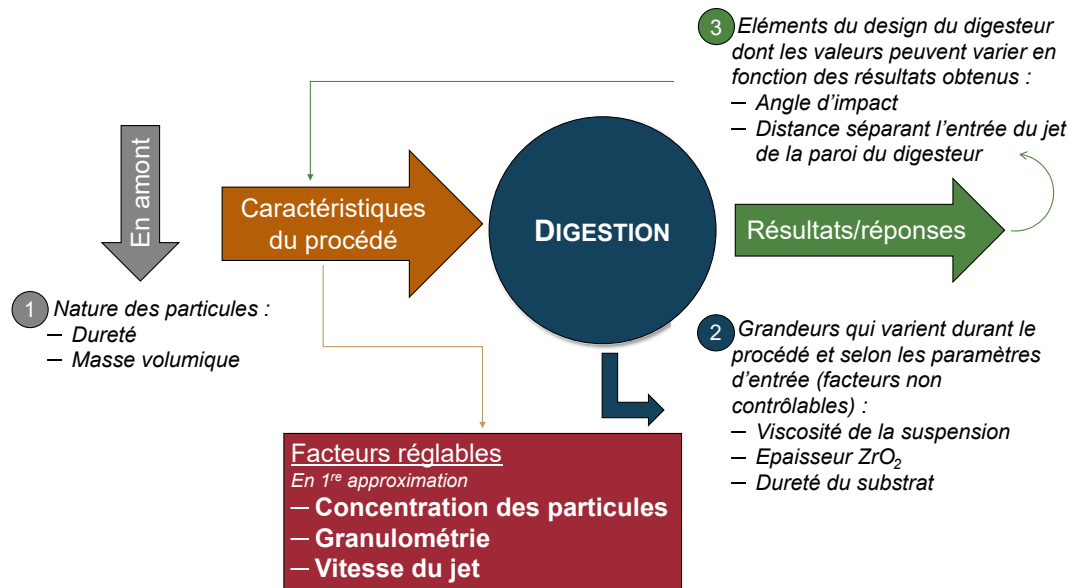 3 Eléments du design du digesteur
dont les valeurs peuvent varier en
fonction des résultats obtenus :
— Angle d’impact
— Distance séparant l’entrée du jet
de la paroi du digesteur
En amont
Caractéristiques
du procédé
DIGESTION
Résultats/réponses
1 Nature des particules :
— Dureté
— Masse volumique
2 Grandeurs qui varient durant le
procédé et selon les paramètres
d’entrée (facteurs non
contrôlables) :
— Viscosité de la suspension
— Epaisseur ZrO₂
— Dureté du substrat
Facteurs réglables
En 1ʳᵉ approximation
— Concentration des particules
— Granulométrie
— Vitesse du jet